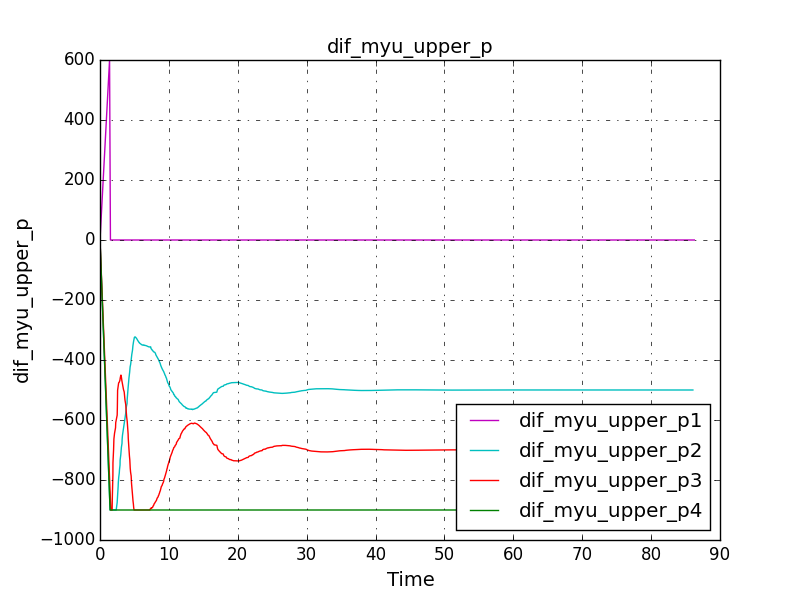 dif_myu_upper_p
600
400
200
0
−200
−400
−600
−800
−1000
dif_myu_upper_p
dif_myu_upper_p1
dif_myu_upper_p2
dif_myu_upper_p3
dif_myu_upper_p4
0 10 20 30 40 50 60 70 80 90
Time